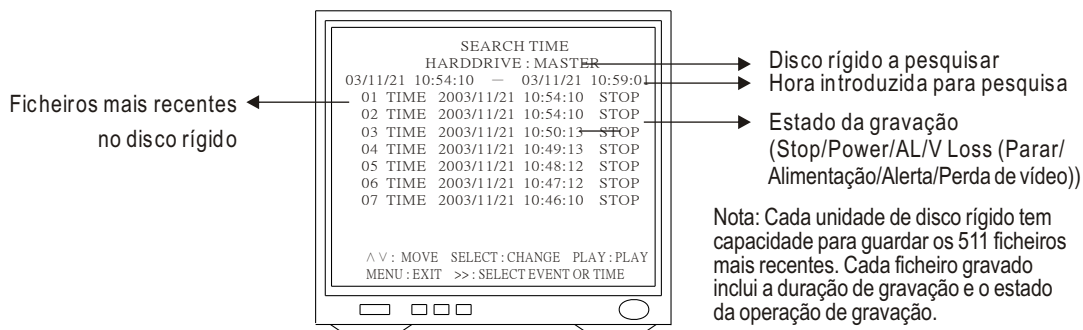 SEARCH TIME
HARDDRIVE : MASTER
03/11/21 10:54:10 — 03/11/21 10:59:01
01 TIME 2003/11/21 10:54:10 STOP
02 TIME 2003/11/21 10:54:10 STOP
03 TIME 2003/11/21 10:50:13 STOP
04 TIME 2003/11/21 10:49:13 STOP
05 TIME 2003/11/21 10:48:12 STOP
06 TIME 2003/11/21 10:47:12 STOP
07 TIME 2003/11/21 10:46:10 STOP
∧ ∨ : MOVE SELECT : CHANGE PLAY : PLAY
MENU : EXIT >> : SELECT EVENT OR TIME
Ficheiros mais recentes
no disco rígido
Disco rígido a pesquisar
Hora introduzida para pesquisa
Estado da gravação
(Stop/Power/AL/V Loss (Parar/
Alimentação/Alerta/Perda de vídeo))
Nota: Cada unidade de disco rígido tem
capacidade para guardar os 511 ficheiros
mais recentes. Cada ficheiro gravado
inclui a duração de gravação e o estado
da operação de gravação.